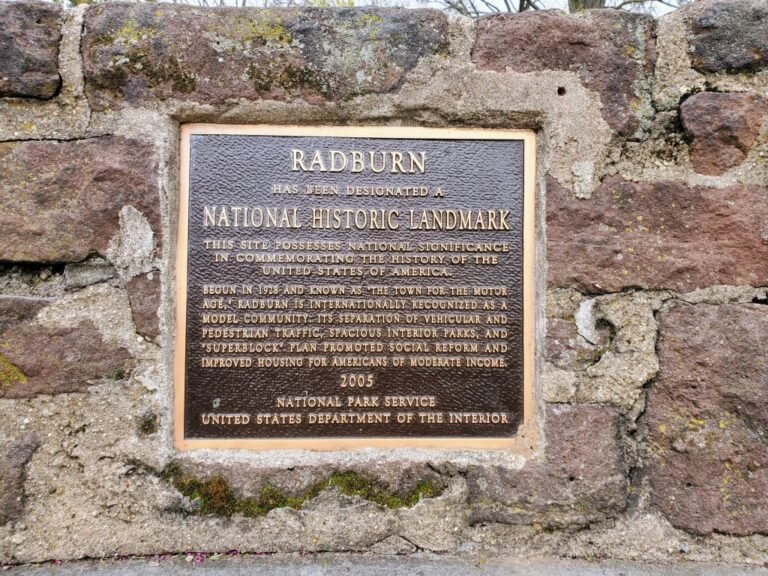 RADBURN
HAS BEEN DESIGNATED A
NATIONAL HISTORIC LANDMARK
THIS SITE POSSESSES NATIONAL SIGNIFICANCE
IN COMMEMORATING THE HISTORY OF THE
UNITED STATES OF AMERICA.
BEGUN IN 1928 AND KNOWN AS "THE TOWN FOR THE MOTOR
AGE," RADBURN IS INTERNATIONALLY RECOGNIZED AS A
MODEL COMMUNITY. ITS SEPARATION OF VEHICULAR AND
PEDESTRIAN TRAFFIC, SPACIOUS INTERIOR PARKS, AND
"SUPERBLOCK" PLAN PROMOTED SOCIAL REFORM AND
IMPROVED HOUSING FOR AMERICANS OF MODERATE INCOME.
2005
NATIONAL PARK SERVICE
UNITED STATES DEPARTMENT OF THE INTERIOR